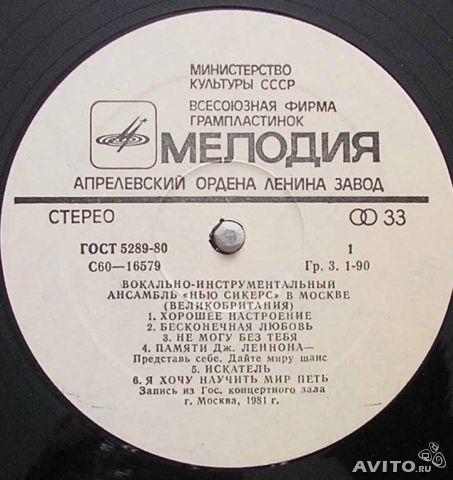 МИНИСТЕРСТВО
КУЛЬТУРЫ СССР
ВСЕСОЮЗНАЯ ФИРМА
ГРАМПЛАСТИНОК
МЕЛОДИЯ
АПРЕЛЕВСКИЙ ОРДЕНА ЛЕНИНА ЗАВОД
СТЕРЕО 33
ГОСТ 5289-80 1
С60—16579 Гр. 3. 1-90
ВОКАЛЬНО-ИНСТРУМЕНТАЛЬНЫЙ
АНСАМБЛЬ «НЬЮ СИКЕРС» В МОСКВЕ
(ВЕЛИКОБРИТАНИЯ)
1. ХОРОШЕЕ НАСТРОЕНИЕ
2. БЕСКОНЕЧНАЯ ЛЮБОВЬ
3. НЕ МОГУ БЕЗ ТЕБЯ
4. ПАМЯТИ ДЖ. ЛЕННОНА—
Представь себе. Дайте миру шанс
5. ИСКАТЕЛЬ
6. Я ХОЧУ НАУЧИТЬ МИР ПЕТЬ
Запись из Гос. концертного зала
г. Москва, 1981 г.
AVITO.ru